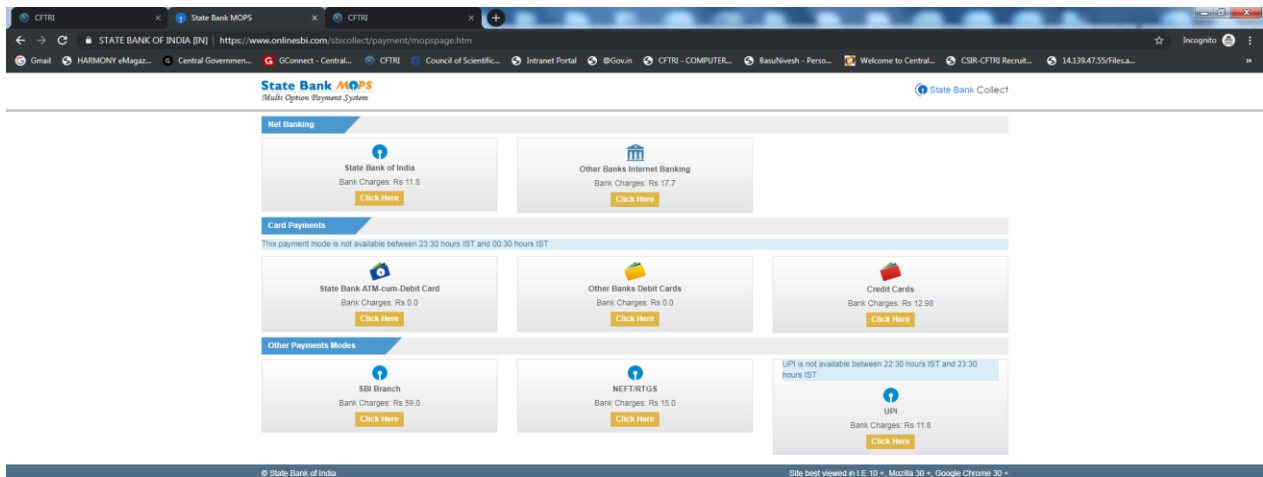 CFTRI
State Bank MOPS
CFTRI
STATE BANK OF INDIA [IN] https://www.onlinesbi.com/sbicollect/payment/mopspage.htm
Incognito
Gmail HARMONY eMagaz... Central Governmen... GConnect - Central... CFTRI Council of Scientific... Intranet Portal @Gov.in CFTRI - COMPUTER... BasuNivesh - Perso... Welcome to Central... CSIR-CFTRI Recruit... 14.139.47.55/Files.a...
State Bank MOPS
Multi Option Payment System
State Bank Collect
Net Banking
State Bank of India
Bank Charges: Rs 11.8
Click Here
Other Banks Internet Banking
Bank Charges: Rs 17.7
Click Here
Card Payments
This payment mode is not available between 23:30 hours IST and 00:30 hours IST
State Bank ATM-cum-Debit Card
Bank Charges: Rs 0.0
Click Here
Other Banks Debit Cards
Bank Charges: Rs 0.0
Click Here
Credit Cards
Bank Charges: Rs 12.98
Click Here
Other Payments Modes
SBI Branch
Bank Charges: Rs 59.0
Click Here
NEFT/RTGS
Bank Charges: Rs 15.0
Click Here
UPI is not available between 22:30 hours IST and 23:30
hours IST
UPI
Bank Charges: Rs 11.8
Click Here
© State Bank of India
Site best viewed in I.E 10 +, Mozilla 30 +, Google Chrome 30 +